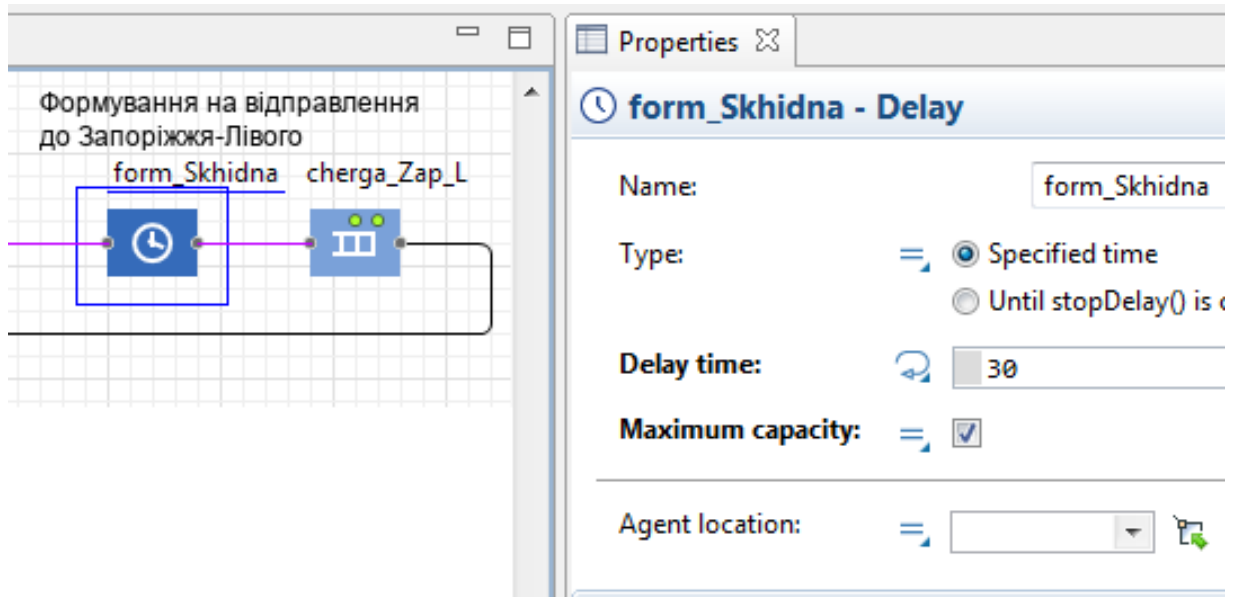 Properties
Формування на відправлення
до Запоріжжя-Лівого
form_Skhidna cherga_Zap_L
form_Skhidna - Delay
Name: form_Skhidna
Type: Specified time
Until stopDelay() is
Delay time: 30
Maximum capacity:
Agent location: